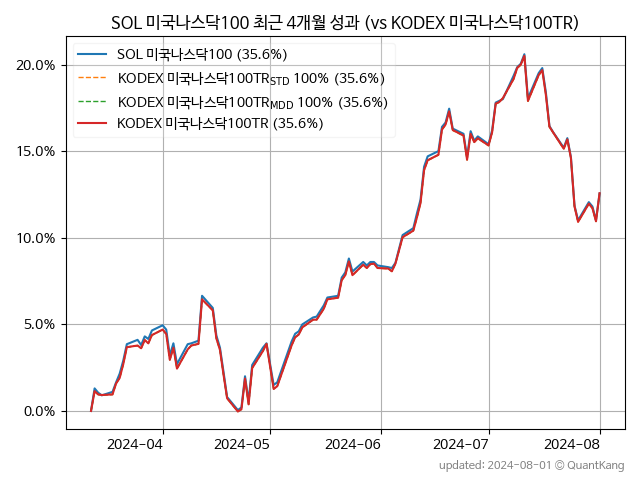 SOL 미국나스닥100 최근 4개월 성과 (vs KODEX 미국나스닥100TR)
SOL 미국나스닥100 (35.6%)
KODEX 미국나스닥100TR_STD 100% (35.6%)
KODEX 미국나스닥100TR_MDD 100% (35.6%)
KODEX 미국나스닥100TR (35.6%)
20.0%
15.0%
10.0%
5.0%
0.0%
2024-04 2024-05 2024-06 2024-07 2024-08
updated: 2024-08-01 © QuantKang